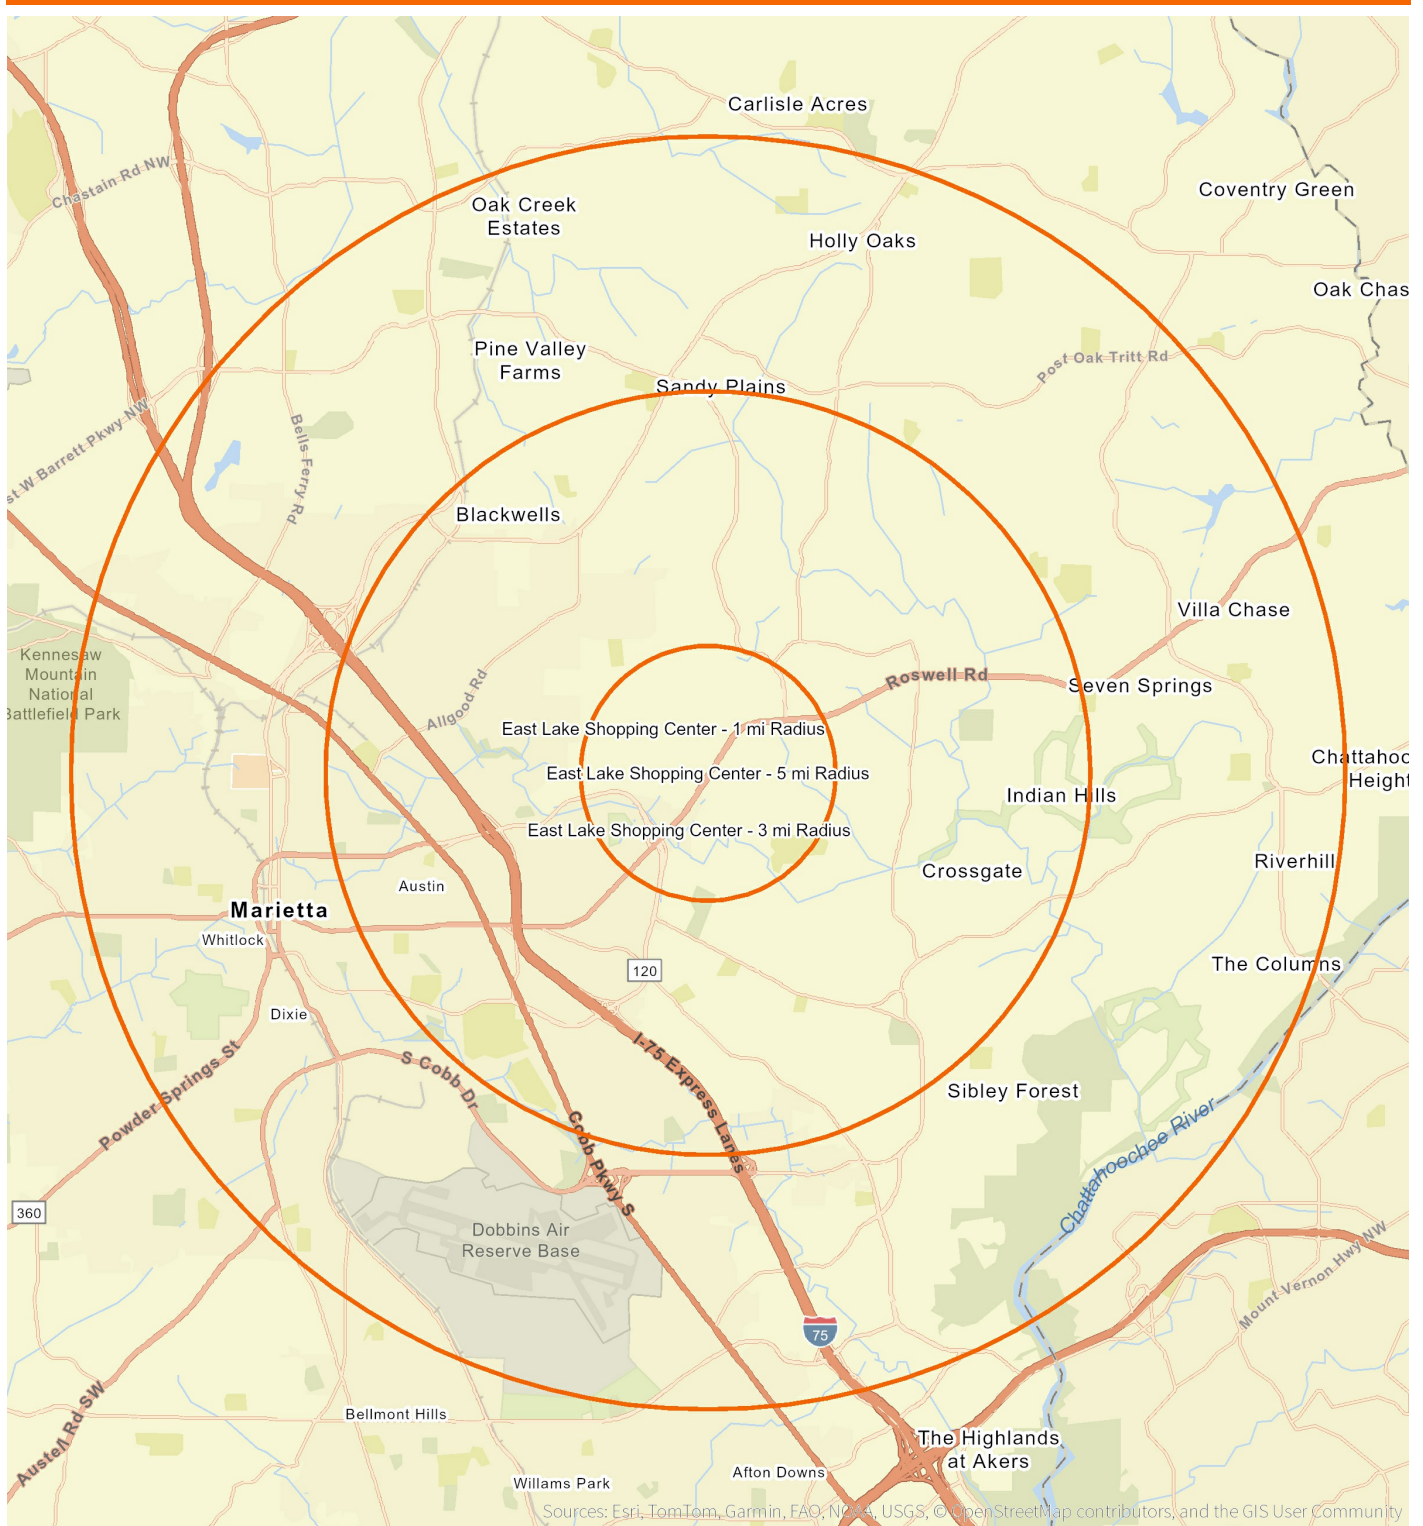 Carlisle Acres
Chastain Rd NW
Coventry Green
Oak Creek
Estates
Holly Oaks
Oak Chas
Pine Valley
Farms
Post Oak Tritt Rd
Sandy Plains
st W Barrett Pkwy NW
Bells Ferry Rd
Blackwells
Villa Chase
Kennesaw
Mountain
National
Battlefield Park
Allgood Rd
Roswell Rd
Seven Springs
East Lake Shopping Center - 1 mi Radius
East Lake Shopping Center - 5 mi Radius
Chattahoo
Height
Indian Hills
East Lake Shopping Center - 3 mi Radius
Riverhill
Crossgate
Austin
Marietta
Whitlock
The Columns
120
Dixie
I-75 Express Lanes
S Cobb Dr
Powder Springs St
Sibley Forest
Cobb Pkwy S
Chattahoochee River
360
Dobbins Air
Reserve Base
Mount Vernon Hwy NW
75
Austell Rd SW
Bellmont Hills
The Highlands
at Akers
Afton Downs
Willams Park
Sources: Esri, TomTom, Garmin, FAO, NOAA, USGS, © OpenStreetMap contributors, and the GIS User Community